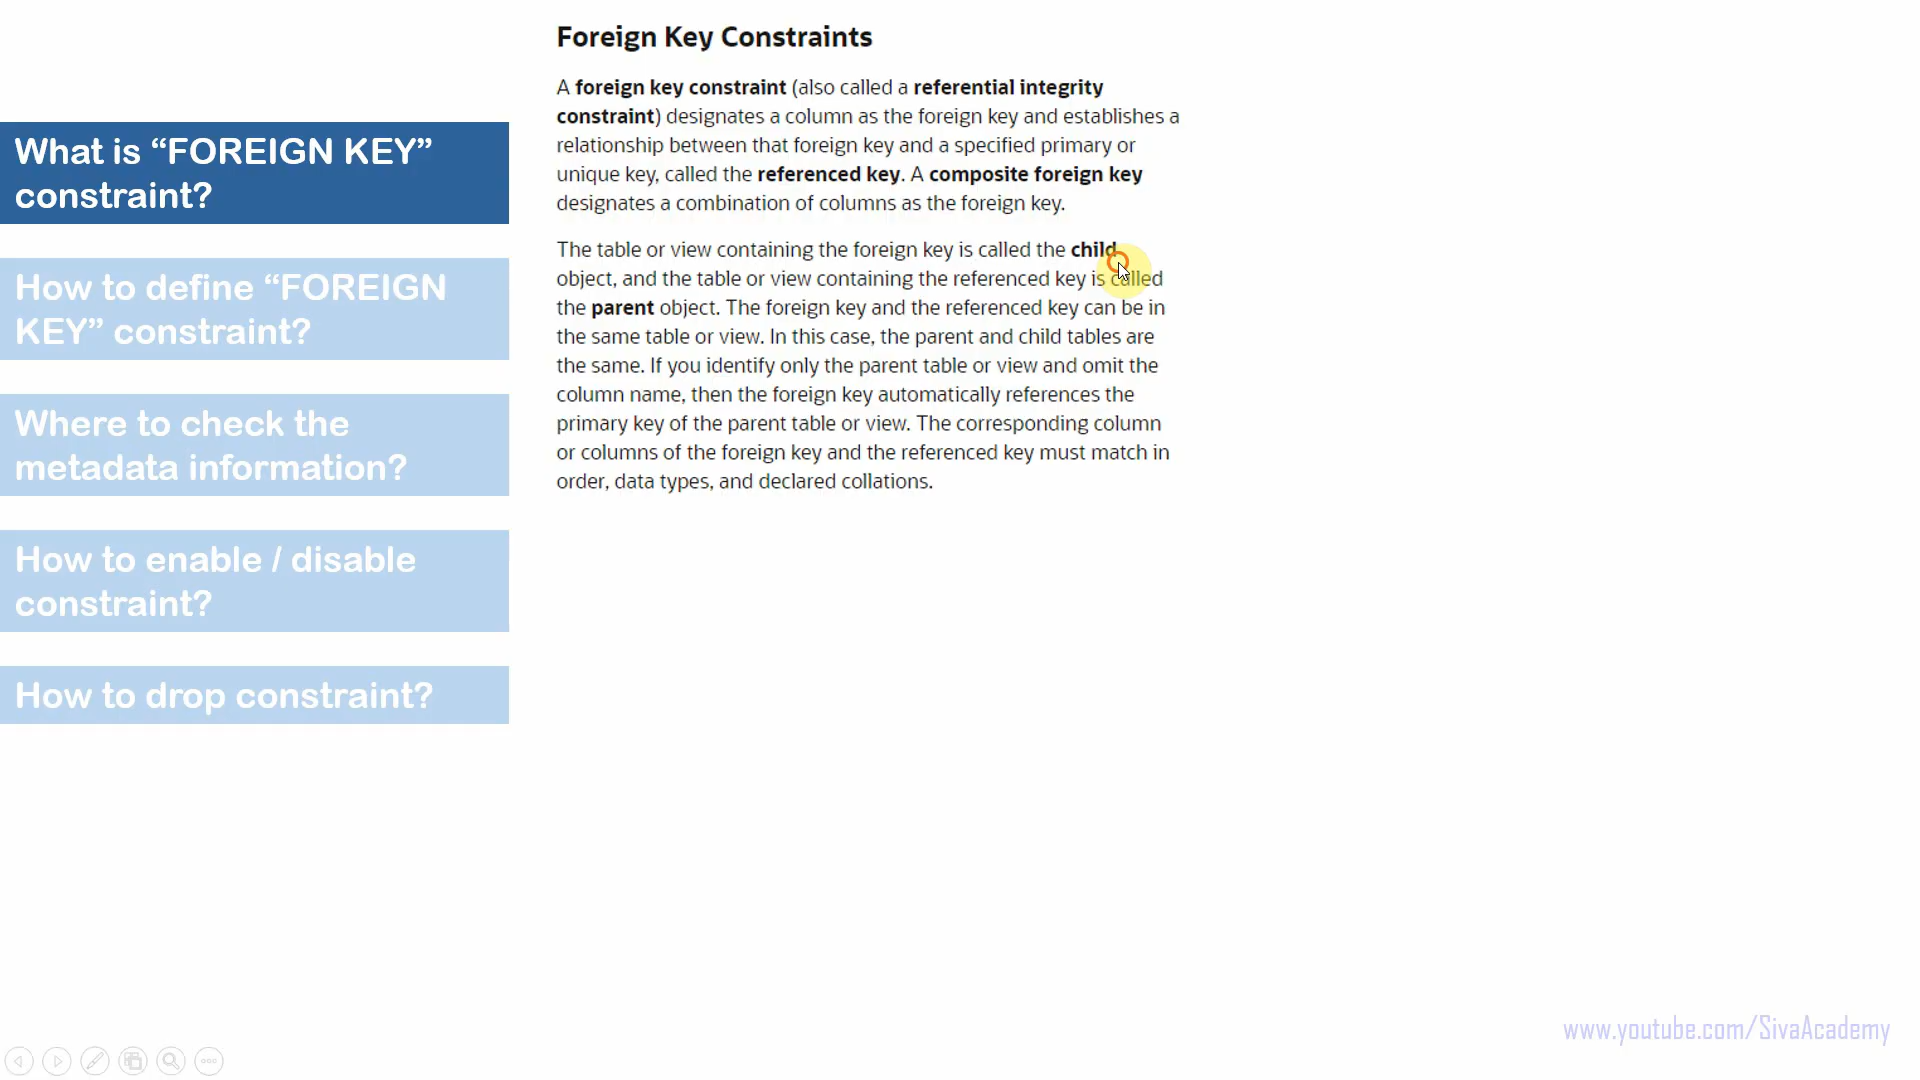 What is “FOREIGN KEY”
constraint?
How to define “FOREIGN
KEY” constraint?
Where to check the
metadata information?
How to enable / disable
constraint?
How to drop constraint?
Foreign Key Constraints
A foreign key constraint (also called a referential integrity
constraint) designates a column as the foreign key and establishes a
relationship between that foreign key and a specified primary or
unique key, called the referenced key. A composite foreign key
designates a combination of columns as the foreign key.
The table or view containing the foreign key is called the child
object, and the table or view containing the referenced key is called
the parent object. The foreign key and the referenced key can be in
the same table or view. In this case, the parent and child tables are
the same. If you identify only the parent table or view and omit the
column name, then the foreign key automatically references the
primary key of the parent table or view. The corresponding column
or columns of the foreign key and the referenced key must match in
order, data types, and declared collations.
www.youtube.com/SivaAcademy